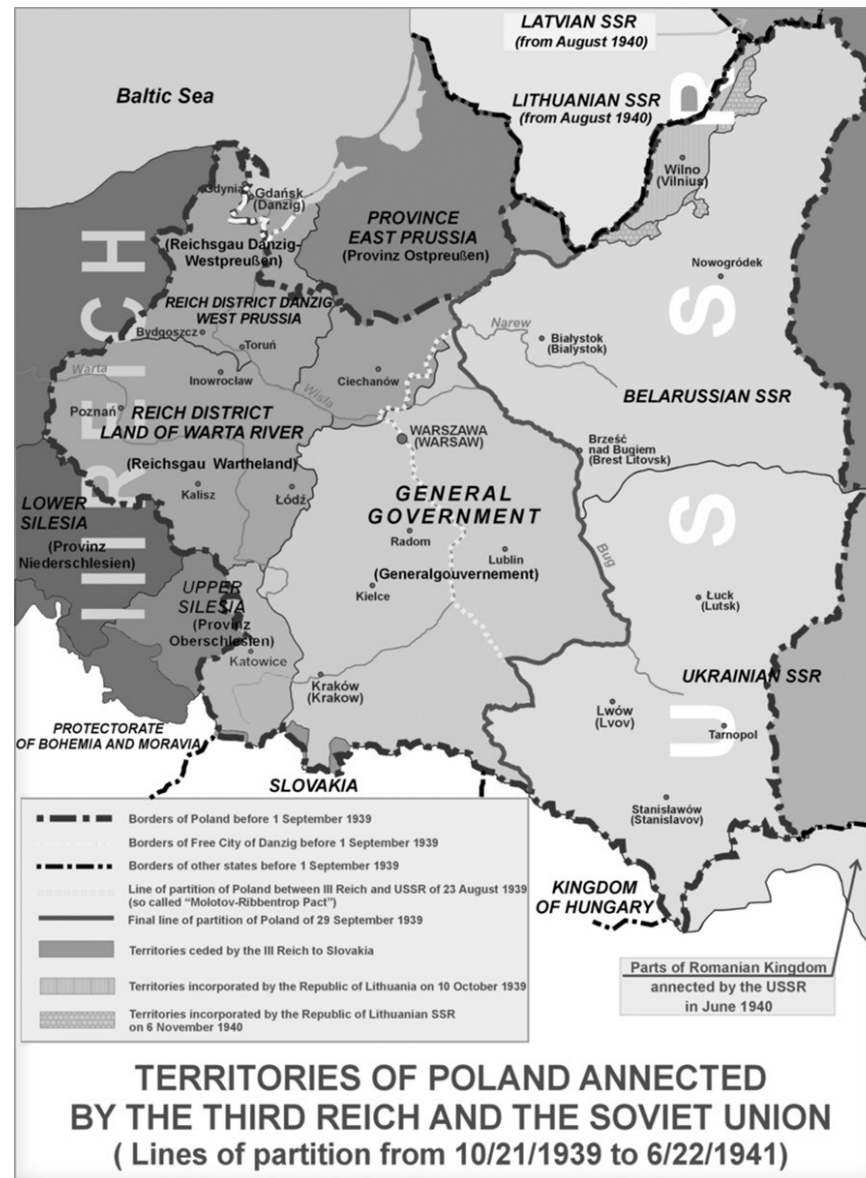 LATVIAN SSR
(from August 1940)
Baltic Sea
LITHUANIAN SSR
(from August 1940)
R
Wilno
(Vilnius)
Gdynia
Gdańsk
(Danzig)
PROVINCE
EAST PRUSSIA
(Provinz Ostpreußen)
(Reichsgau Danzig-
Westpreußen)
Nowogródek
REICH DISTRICT DANZIG
WEST PRUSSIA
III REICH
S
Narew
Bydgoszcz
Toruń
Białystok
(Białystok)
Warta
Inowrocław
Wisla
Ciechanów
BELARUSSIAN SSR
Poznań
REICH DISTRICT
LAND OF WARTA RIVER
WARSZAWA
(WARSAW)
Brześć
nad Bugiem
(Brest Litovsk)
(Reichsgau Wartheland)
Kalisz
Łódź
GENERAL
GOVERNMENT
S
LOWER
SILESIA
(Provinz
Niederschlesien)
Radom
Lublin
Bug
(Generalgouvernement)
UPPER
SILESIA
(Provinz
Oberschlesien)
Kielce
Łuck
(Lutsk)
Katowice
Kraków
(Krakow)
UKRAINIAN SSR
Lwów
(Lvov)
U
Tarnopol
PROTECTORATE
OF BOHEMIA AND MORAVIA
SLOVAKIA
Stanisławów
(Stanislavov)
KINGDOM
OF HUNGARY
Borders of Poland before 1 September 1939
Borders of Free City of Danzig before 1 September 1939
Borders of other states before 1 September 1939
Line of partition of Poland between III Reich and USSR of 23 August 1939
(so called "Molotov-Ribbentrop Pact")
Final line of partition of Poland of 29 September 1939
Territories ceded by the III Reich to Slovakia
Territories incorporated by the Republic of Lithuania on 10 October 1939
Territories incorporated by the Republic of Lithuanian SSR
on 6 November 1940
Parts of Romanian Kingdom
annected by the USSR
in June 1940
TERRITORIES OF POLAND ANNECTED
BY THE THIRD REICH AND THE SOVIET UNION
( Lines of partition from 10/21/1939 to 6/22/1941)